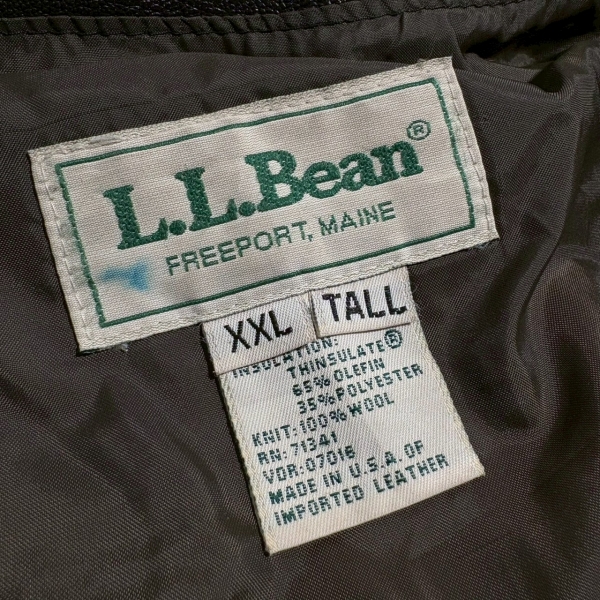 L.L.Bean®
FREEPORT, MAINE
XXL TALL
INSULATION:
THINSULATE®
65% OLEFIN
35% POLYESTER
KNIT: 100% WOOL
RN: 71341
VDR: 07018
MADE IN U.S.A. OF
IMPORTED LEATHER